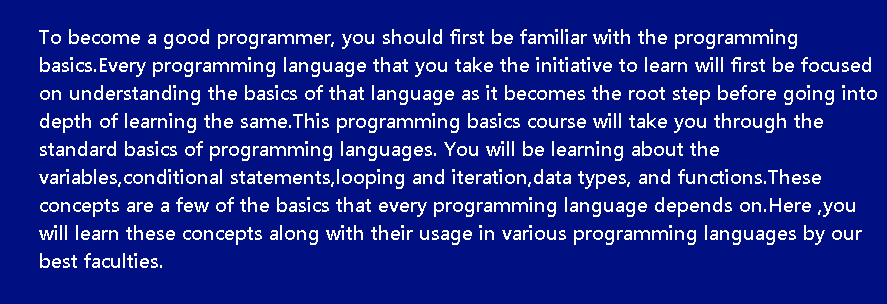 To become a good programmer, you should first be familiar with the programming
basics.Every programming language that you take the initiative to learn will first be focused
on understanding the basics of that language as it becomes the root step before going into
depth of learning the same.This programming basics course will take you through the
standard basics of programming languages. You will be learning about the
variables,conditional statements,looping and iteration,data types, and functions.These
concepts are a few of the basics that every programming language depends on.Here ,you
will learn these concepts along with their usage in various programming languages by our
best faculties.